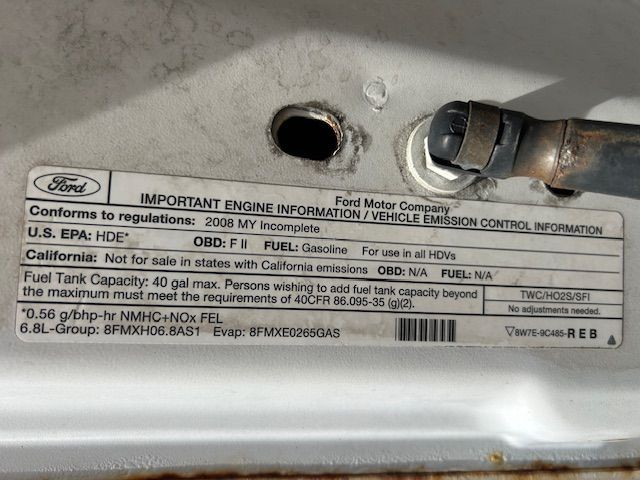 Ford
Ford Motor Company
IMPORTANT ENGINE INFORMATION / VEHICLE EMISSION CONTROL INFORMATION
Conforms to regulations: 2008 MY Incomplete
U.S. EPA: HDE* OBD: F II FUEL: Gasoline For use in all HDVs
California: Not for sale in states with California emissions OBD: N/A FUEL: N/A
Fuel Tank Capacity: 40 gal max. Persons wishing to add fuel tank capacity beyond
the maximum must meet the requirements of 40CFR 86.095-35 (g)(2).
TWC/HO2S/SFI
No adjustments needed.
*0.56 g/bhp-hr NMHC+NOx FEL
6.8L-Group: 8FMXH06.8AS1 Evap: 8FMXE0265GAS
8W7E-9C485-R E B